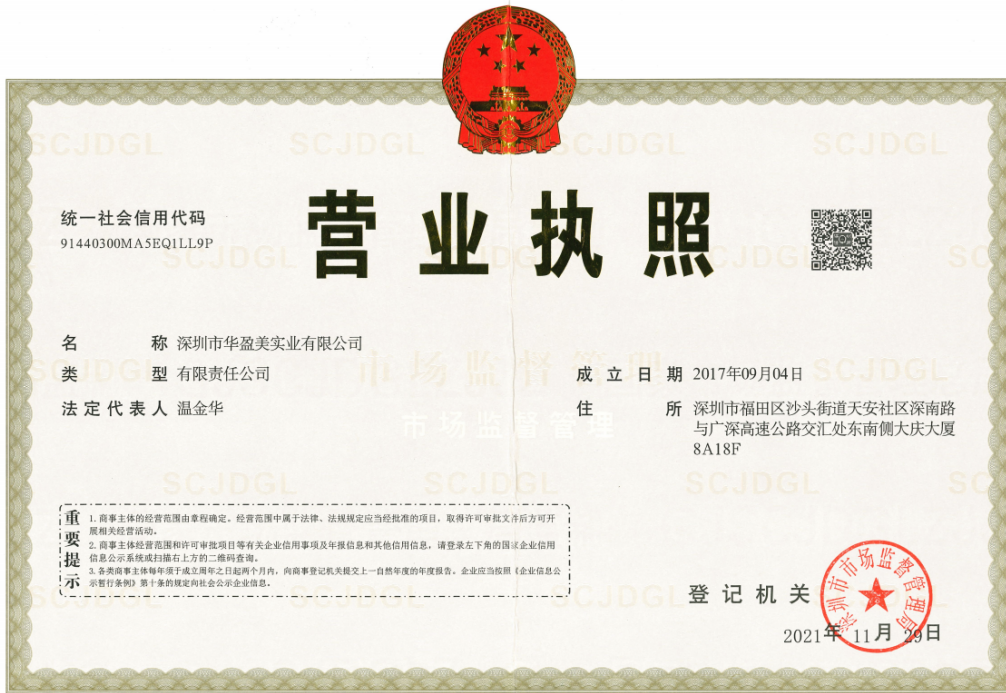 统一社会信用代码
91440300MA5EQ1LL9P
营业执照
名称 深圳市华盈美实业有限公司
类型 有限责任公司
法定代表人 温金华
成立日期 2017年09月04日
住所 深圳市福田区沙头街道天安社区深南路
与广深高速公路交汇处东南侧大庆大厦
8A18F
重要提示
1. 商事主体的经营范围由章程确定。经营范围中属于法律、法规规定应当经批准的项目，取得许可审批文件后方可开
展相关经营活动。
2. 商事主体经营范围和许可审批项目等有关企业信用事项及年报信息和其他信用信息，请登录左下角的国家企业信用
信息公示系统或扫描右上方的二维码查询。
3. 各类商事主体每年须于成立周年之日起两个月内，向商事登记机关提交上一自然年度的年度报告。企业应当按照《企业信息公
示暂行条例》第十条的规定向社会公示企业信息。
登记机关
深圳市市场监督管理局
2021年11月29日
SCJDGL
市场监督管理
市场监督管理